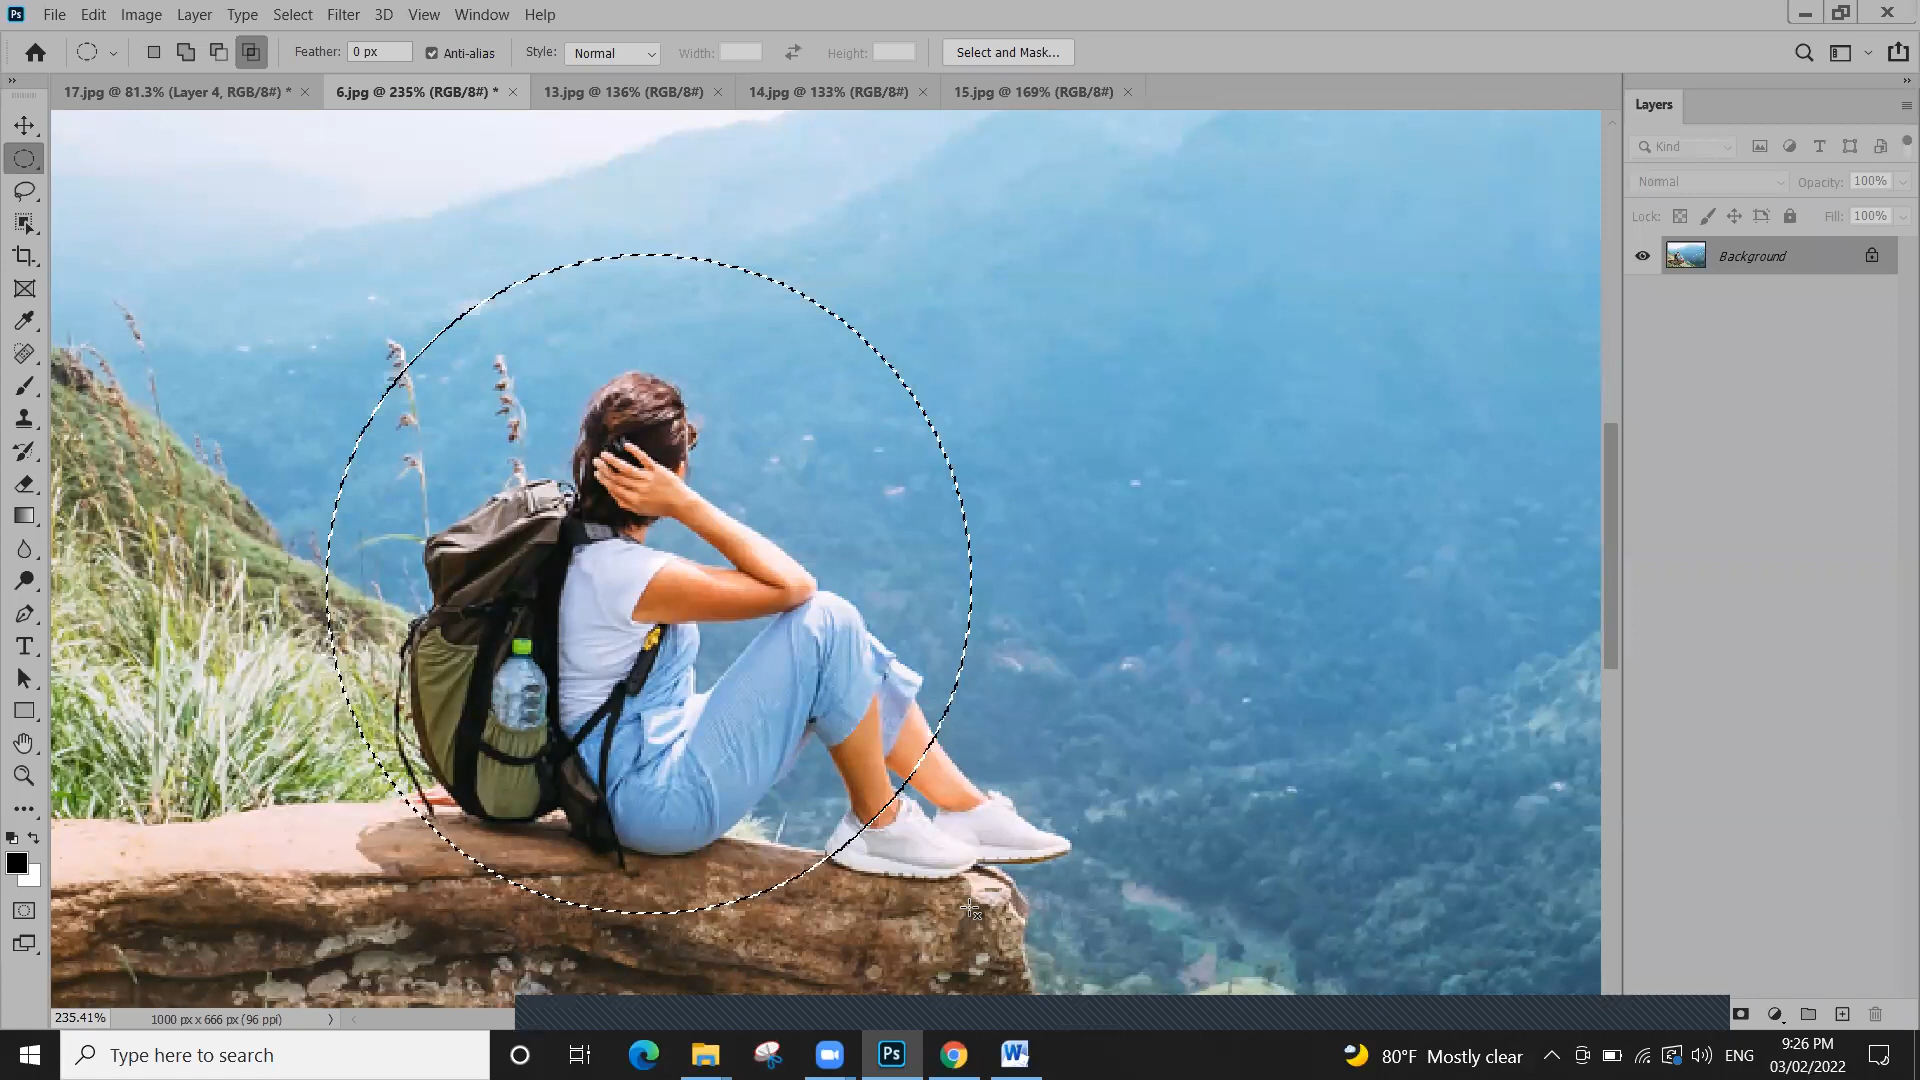 Ps File Edit Image Layer Type Select Filter 3D View Window Help
Feather: 0 px Anti-alias Style: Normal Width: Height: Select and Mask...
17.jpg @ 81.3% (Layer 4, RGB/8#) * 6.jpg @ 235% (RGB/8#) * 13.jpg @ 136% (RGB/8#) 14.jpg @ 133% (RGB/8#) 15.jpg @ 169% (RGB/8#)
Layers
Kind
Normal Opacity: 100%
Lock: Fill: 100%
Background
235.41% 1000 px x 666 px (96 ppi)
Type here to search
Ps
W
80°F Mostly clear
ENG
9:26 PM
03/02/2022